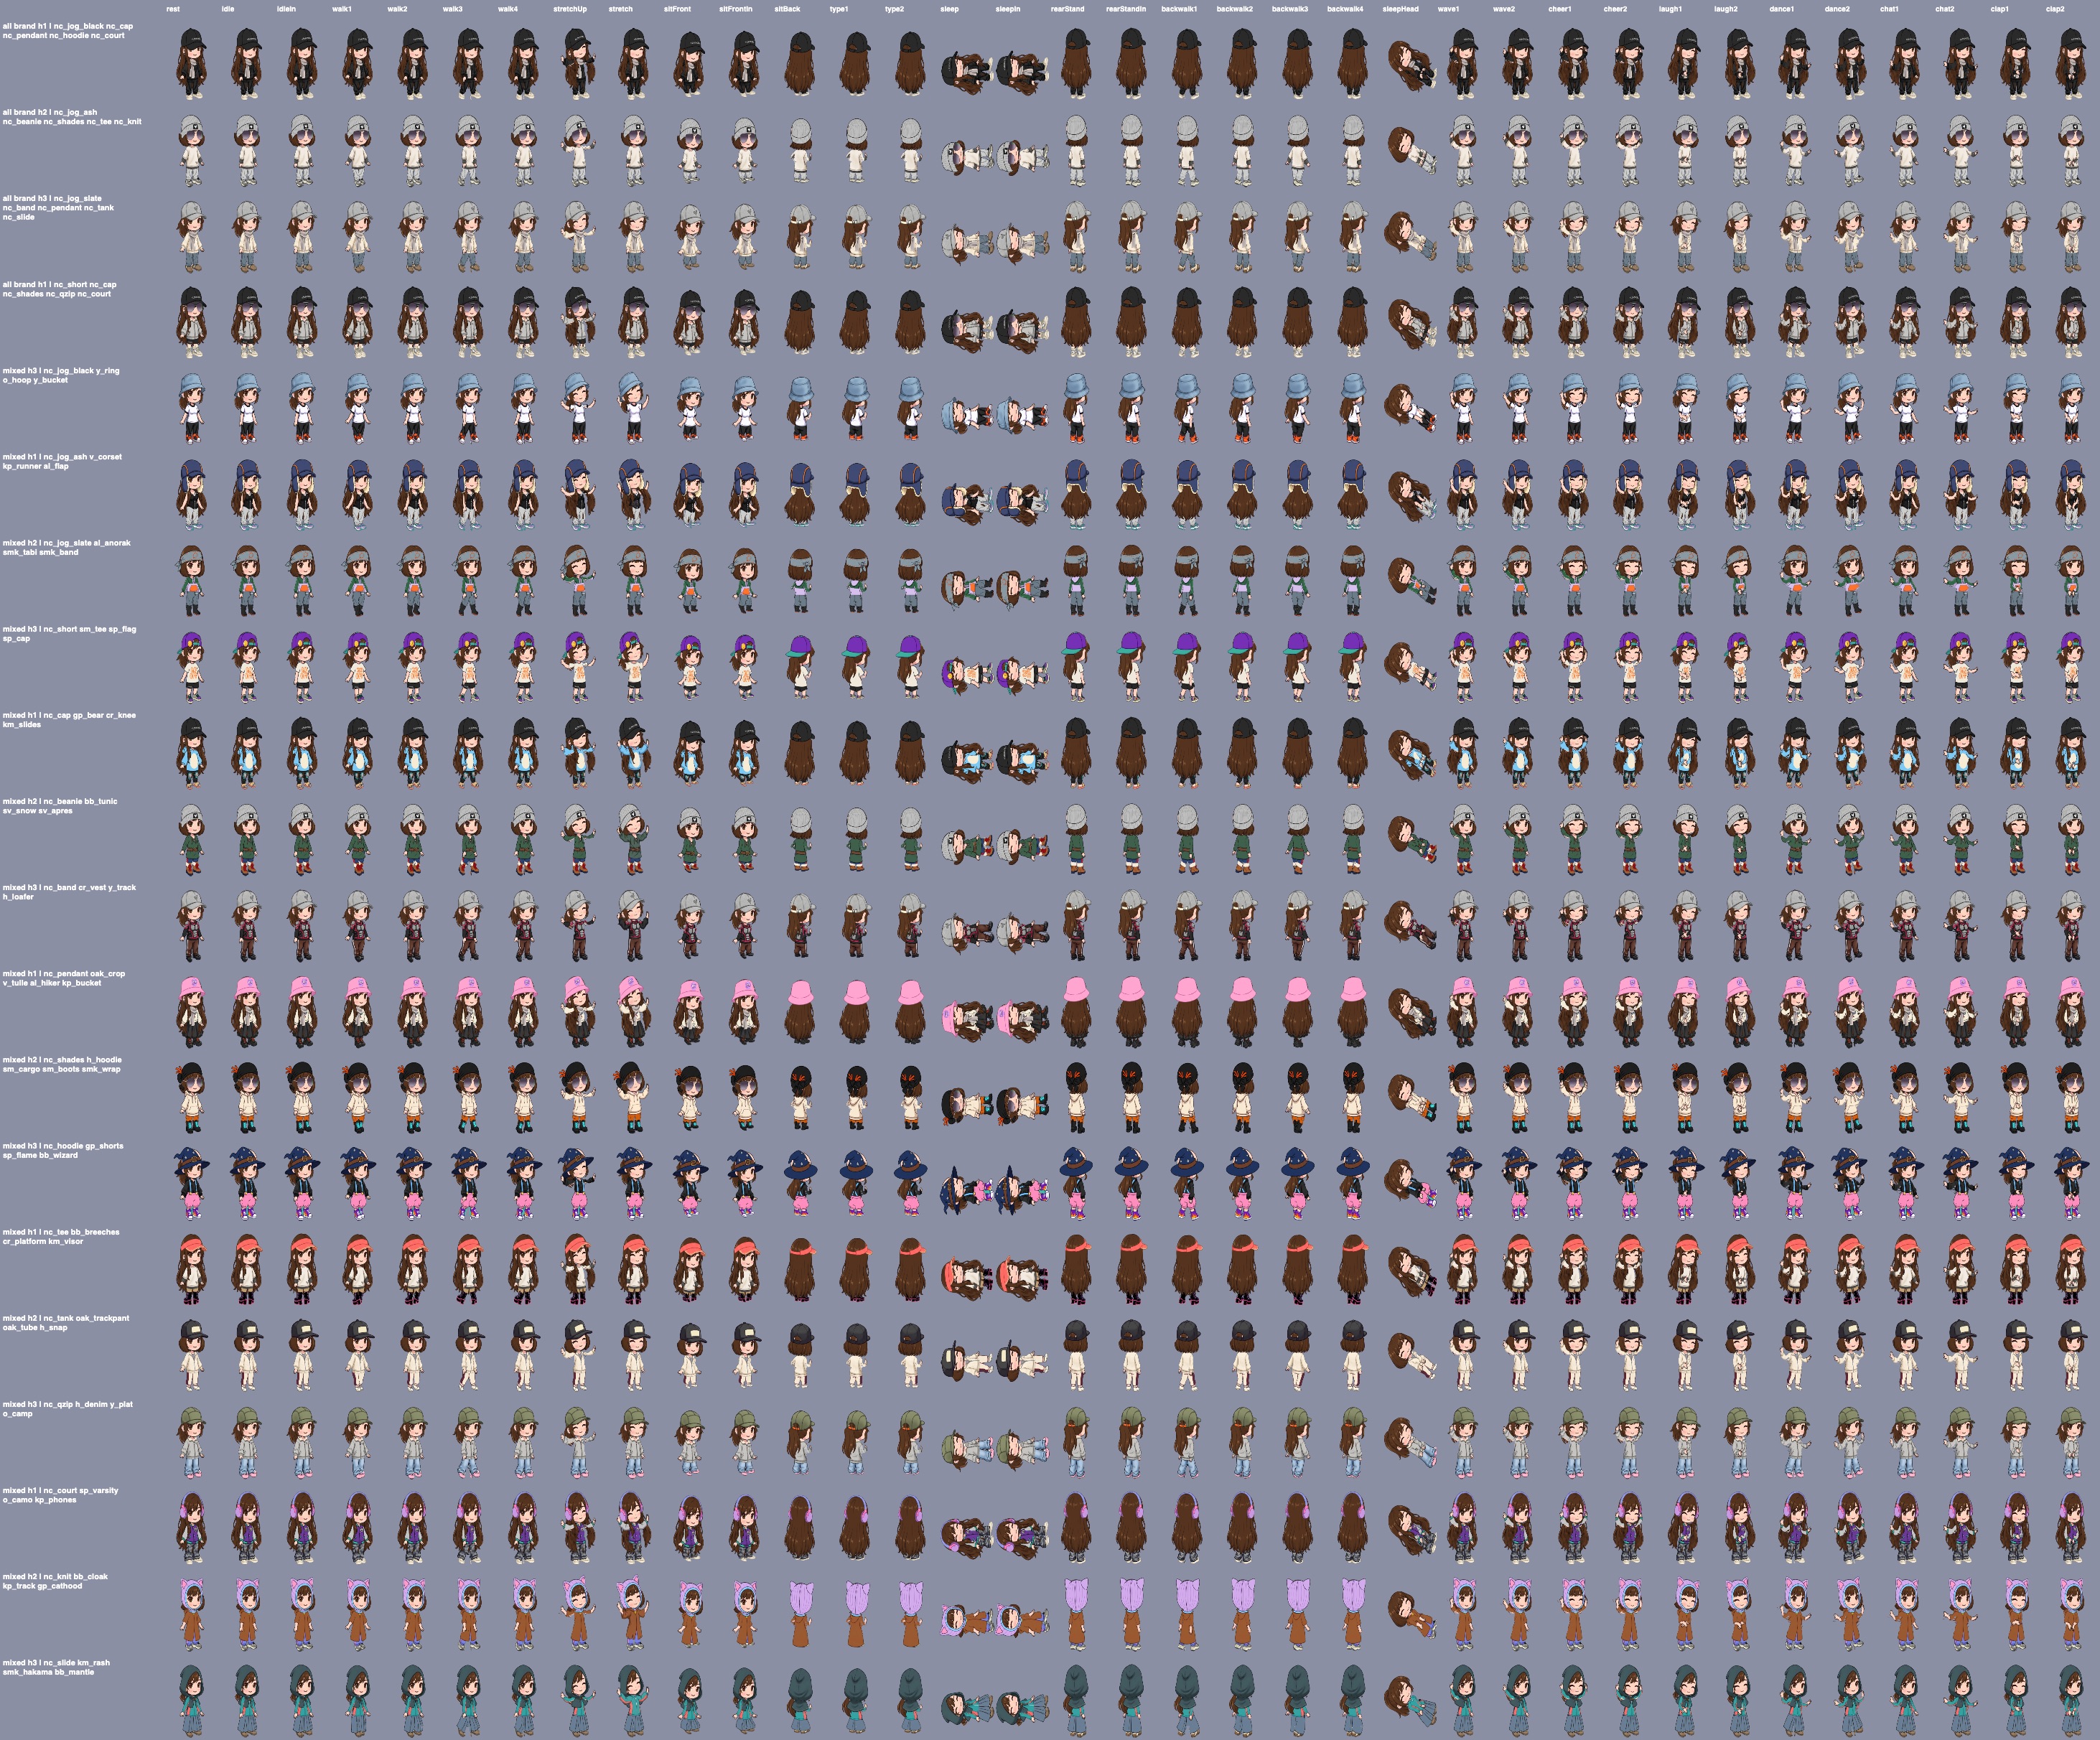 rest idle idleIn walk1 walk2 walk3 walk4 stretchUp stretch sitFront sitFrontIn sitBack type1 type2 sleep sleepIn rearStand rearStandIn backwalk1 backwalk2 backwalk3 backwalk4 sleepHead wave1 wave2 cheer1 cheer2 laugh1 laugh2 dance1 dance2 chat1 chat2 clap1 clap2
all brand h1 | nc_jog_black nc_cap
nc_pendant nc_hoodie nc_court
all brand h2 | nc_jog_ash
nc_beanie nc_shades nc_tee nc_knit
all brand h3 | nc_jog_slate
nc_band nc_pendant nc_tank
nc_slide
all brand h1 | nc_short nc_cap
nc_shades nc_qzip nc_court
mixed h3 | nc_jog_black y_ring
o_hoop y_bucket
mixed h1 | nc_jog_ash v_corset
kp_runner al_flap
mixed h2 | nc_jog_slate al_anorak
smk_tabi smk_band
mixed h3 | nc_short sm_tee sp_flag
sp_cap
mixed h1 | nc_cap gp_bear cr_knee
km_slides
mixed h2 | nc_beanie bb_tunic
sv_snow sv_apres
mixed h3 | nc_band cr_vest y_track
h_loafer
mixed h1 | nc_pendant oak_crop
v_tulle al_hiker kp_bucket
mixed h2 | nc_shades h_hoodie
sm_cargo sm_boots smk_wrap
mixed h3 | nc_hoodie gp_shorts
sp_flame bb_wizard
mixed h1 | nc_tee bb_breeches
cr_platform km_visor
mixed h2 | nc_tank oak_trackpant
oak_tube h_snap
mixed h3 | nc_qzip h_denim y_plat
o_camp
mixed h1 | nc_court sp_varsity
o_camo kp_phones
mixed h2 | nc_knit bb_cloak
kp_track gp_cathood
mixed h3 | nc_slide km_rash
smk_hakama bb_mantle